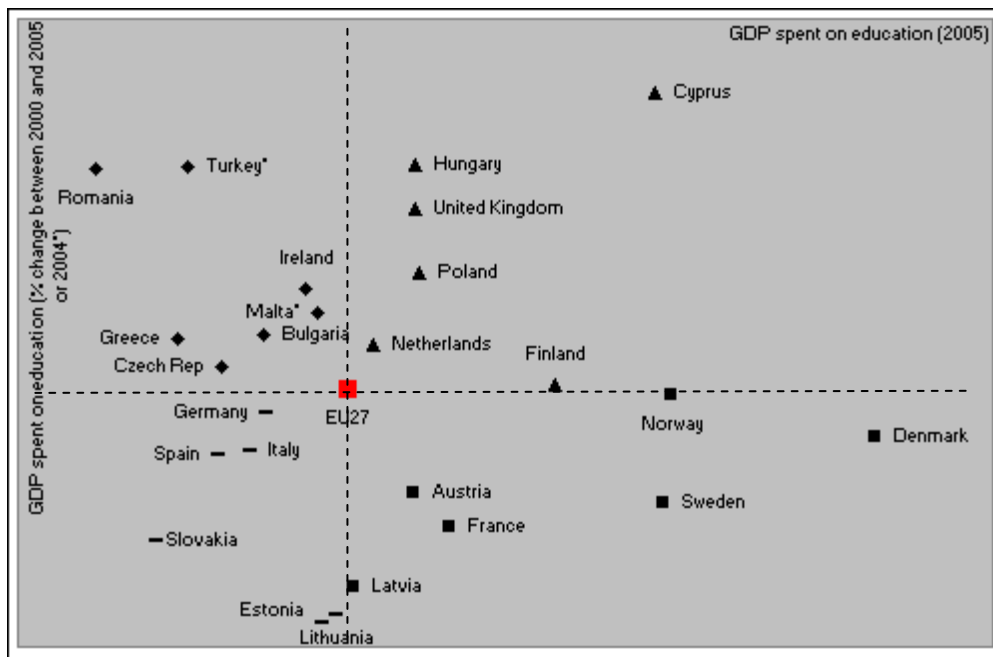 GDP spent on education (2005)
GDP spent oneducation (% change between 2000 and 2005
or 2004*)
Cyprus
Hungary
Turkey*
Romania
United Kingdom
Ireland
Poland
Malta*
Bulgaria
Greece
Netherlands
Finland
Czech Rep
Germany
EU27
Norway
Denmark
Spain
Italy
Austria
Sweden
France
Slovakia
Latvia
Estonia
Lithuania